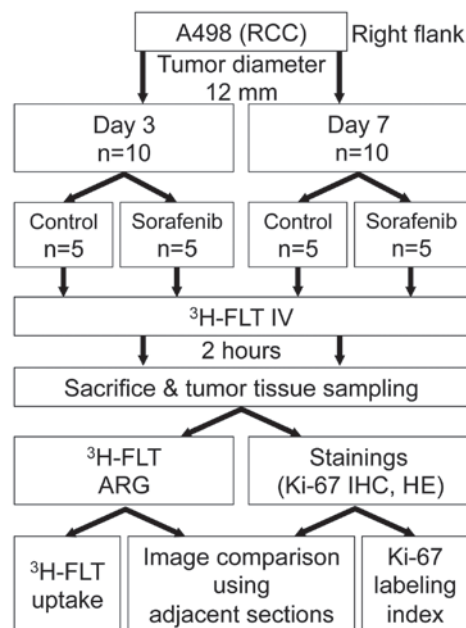 A498 (RCC)
Right flank
Tumor diameter
12 mm
Day 3
n=10
Day 7
n=10
Control
n=5
Sorafenib
n=5
Control
n=5
Sorafenib
n=5
³H-FLT IV
2 hours
Sacrifice & tumor tissue sampling
³H-FLT
ARG
Stainings
(Ki-67 IHC, HE)
³H-FLT
uptake
Image comparison
using
adjacent sections
Ki-67
labeling
index